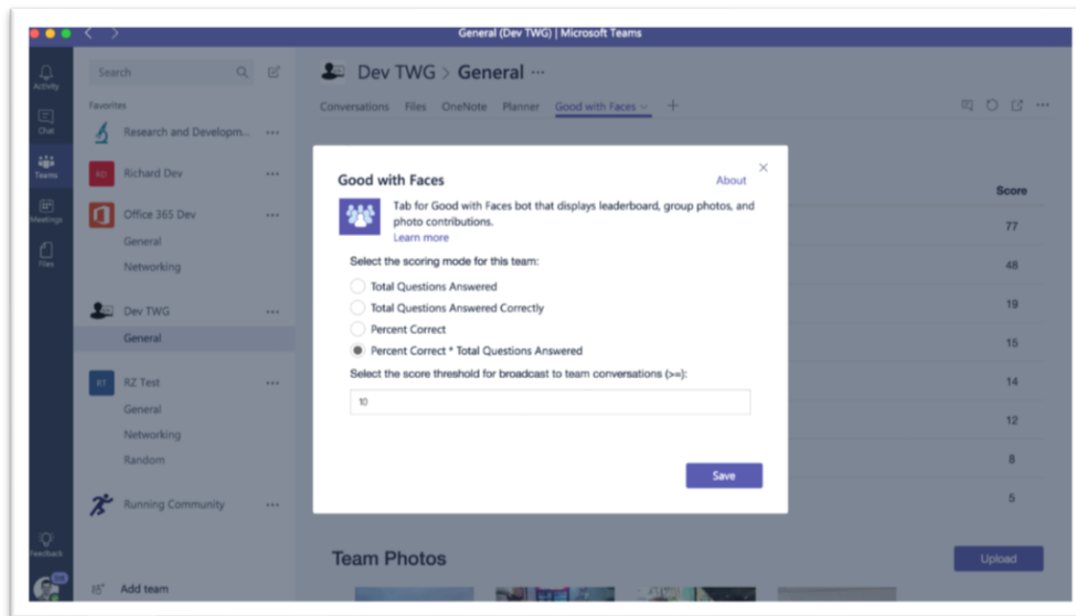 General (Dev TWG) | Microsoft Teams
Search
Dev TWG > General ...
Activity
Favorites
Conversations Files OneNote Planner Good with Faces
Chat
Research and Developm...
Teams
RD Richard Dev
Meetings
Office 365 Dev
General
Files
Networking
Dev TWG
General
RT RZ Test
General
Networking
Random
Running Community
Feedback
Add team
Good with Faces
About
Tab for Good with Faces bot that displays leaderboard, group photos, and
photo contributions.
Learn more
Select the scoring mode for this team:
Total Questions Answered
Total Questions Answered Correctly
Percent Correct
Percent Correct * Total Questions Answered
Select the score threshold for broadcast to team conversations (>=):
10
Save
Score
77
48
19
15
14
12
8
5
Team Photos
Upload